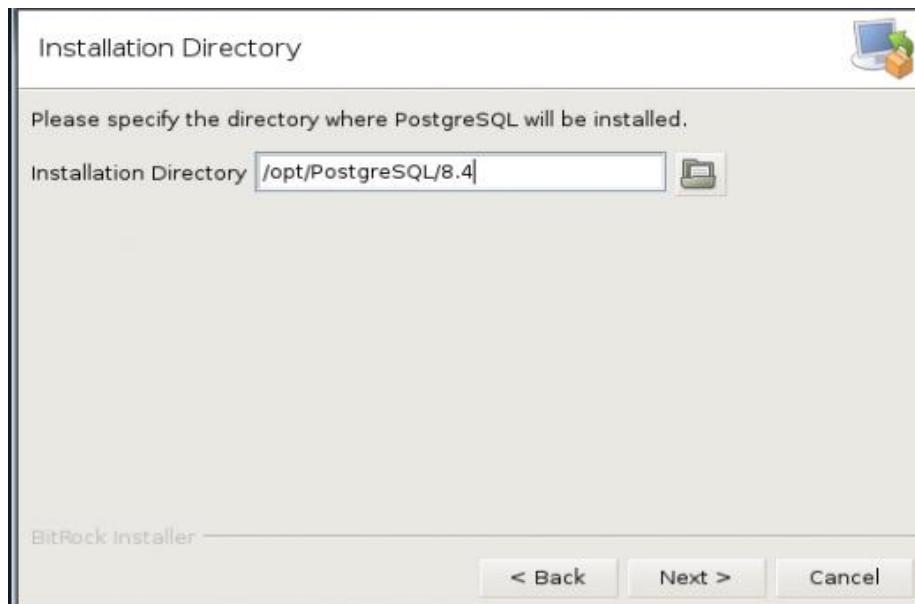 Installation Directory
Please specify the directory where PostgreSQL will be installed.
Installation Directory /opt/PostgreSQL/8.4
BitRock Installer
< Back Next > Cancel